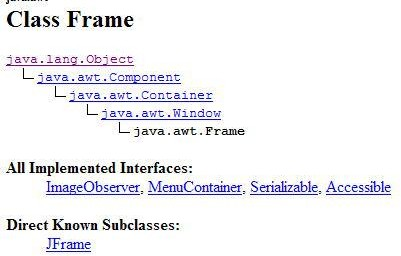 Class Frame
java.lang.Object
java.awt.Component
java.awt.Container
java.awt.Window
java.awt.Frame
All Implemented Interfaces:
ImageObserver, MenuContainer, Serializable, Accessible
Direct Known Subclasses:
JFrame